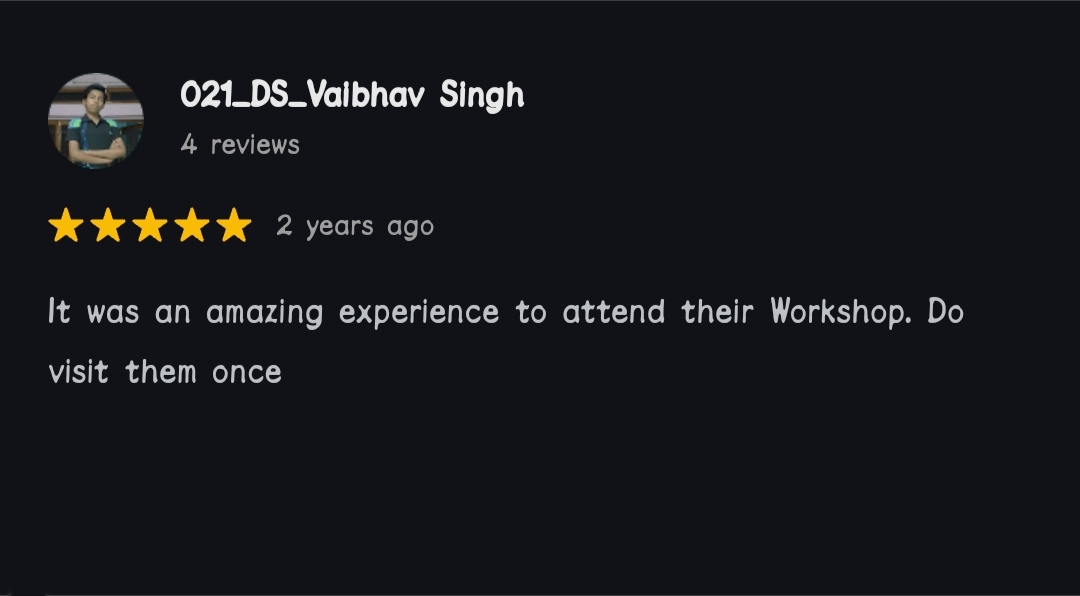 021_DS_Vaibhav Singh
4 reviews
2 years ago
It was an amazing experience to attend their Workshop. Do
visit them once